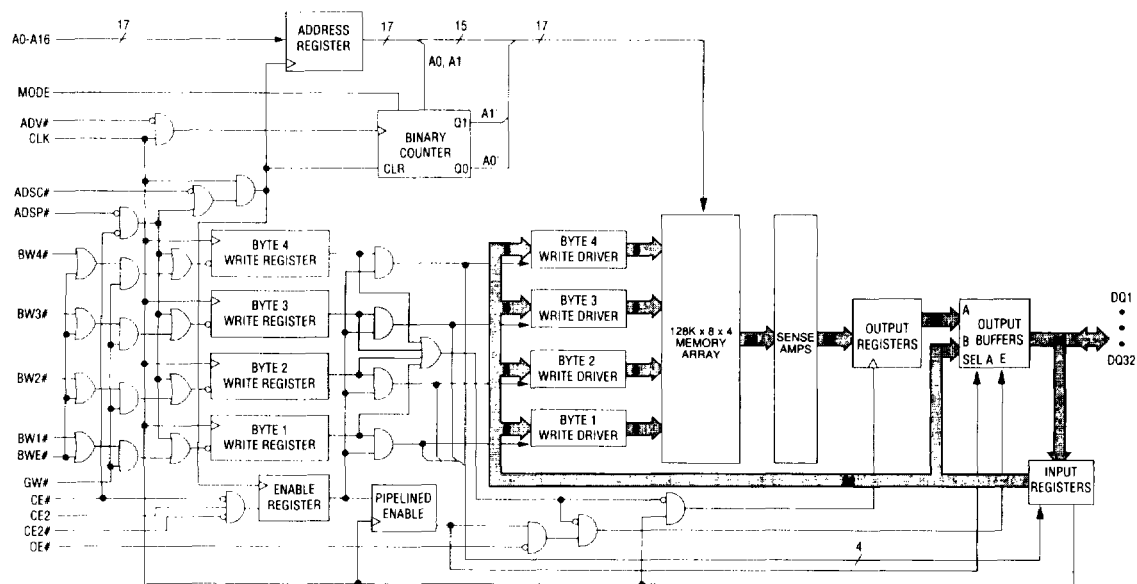 A0-A16
17
ADDRESS
REGISTER
17
15
17
A0, A1
MODE
ADV#
CLK
BINARY
COUNTER
Q1
A1'
CLR
Q0
A0'
ADSC#
ADSP#
BW4#
BYTE 4
WRITE REGISTER
BYTE 4
WRITE DRIVER
BW3#
BYTE 3
WRITE REGISTER
BYTE 3
WRITE DRIVER
BW2#
BYTE 2
WRITE REGISTER
BYTE 2
WRITE DRIVER
BW1#
BWE#
BYTE 1
WRITE REGISTER
BYTE 1
WRITE DRIVER
128K x 8 x 4
MEMORY
ARRAY
SENSE
AMPS
OUTPUT
REGISTERS
A
B
OUTPUT
BUFFERS
SEL A E
DQ1
DQ32
GW#
CE#
CE2
CE2#
OE#
ENABLE
REGISTER
PIPELINED
ENABLE
INPUT
REGISTERS
4